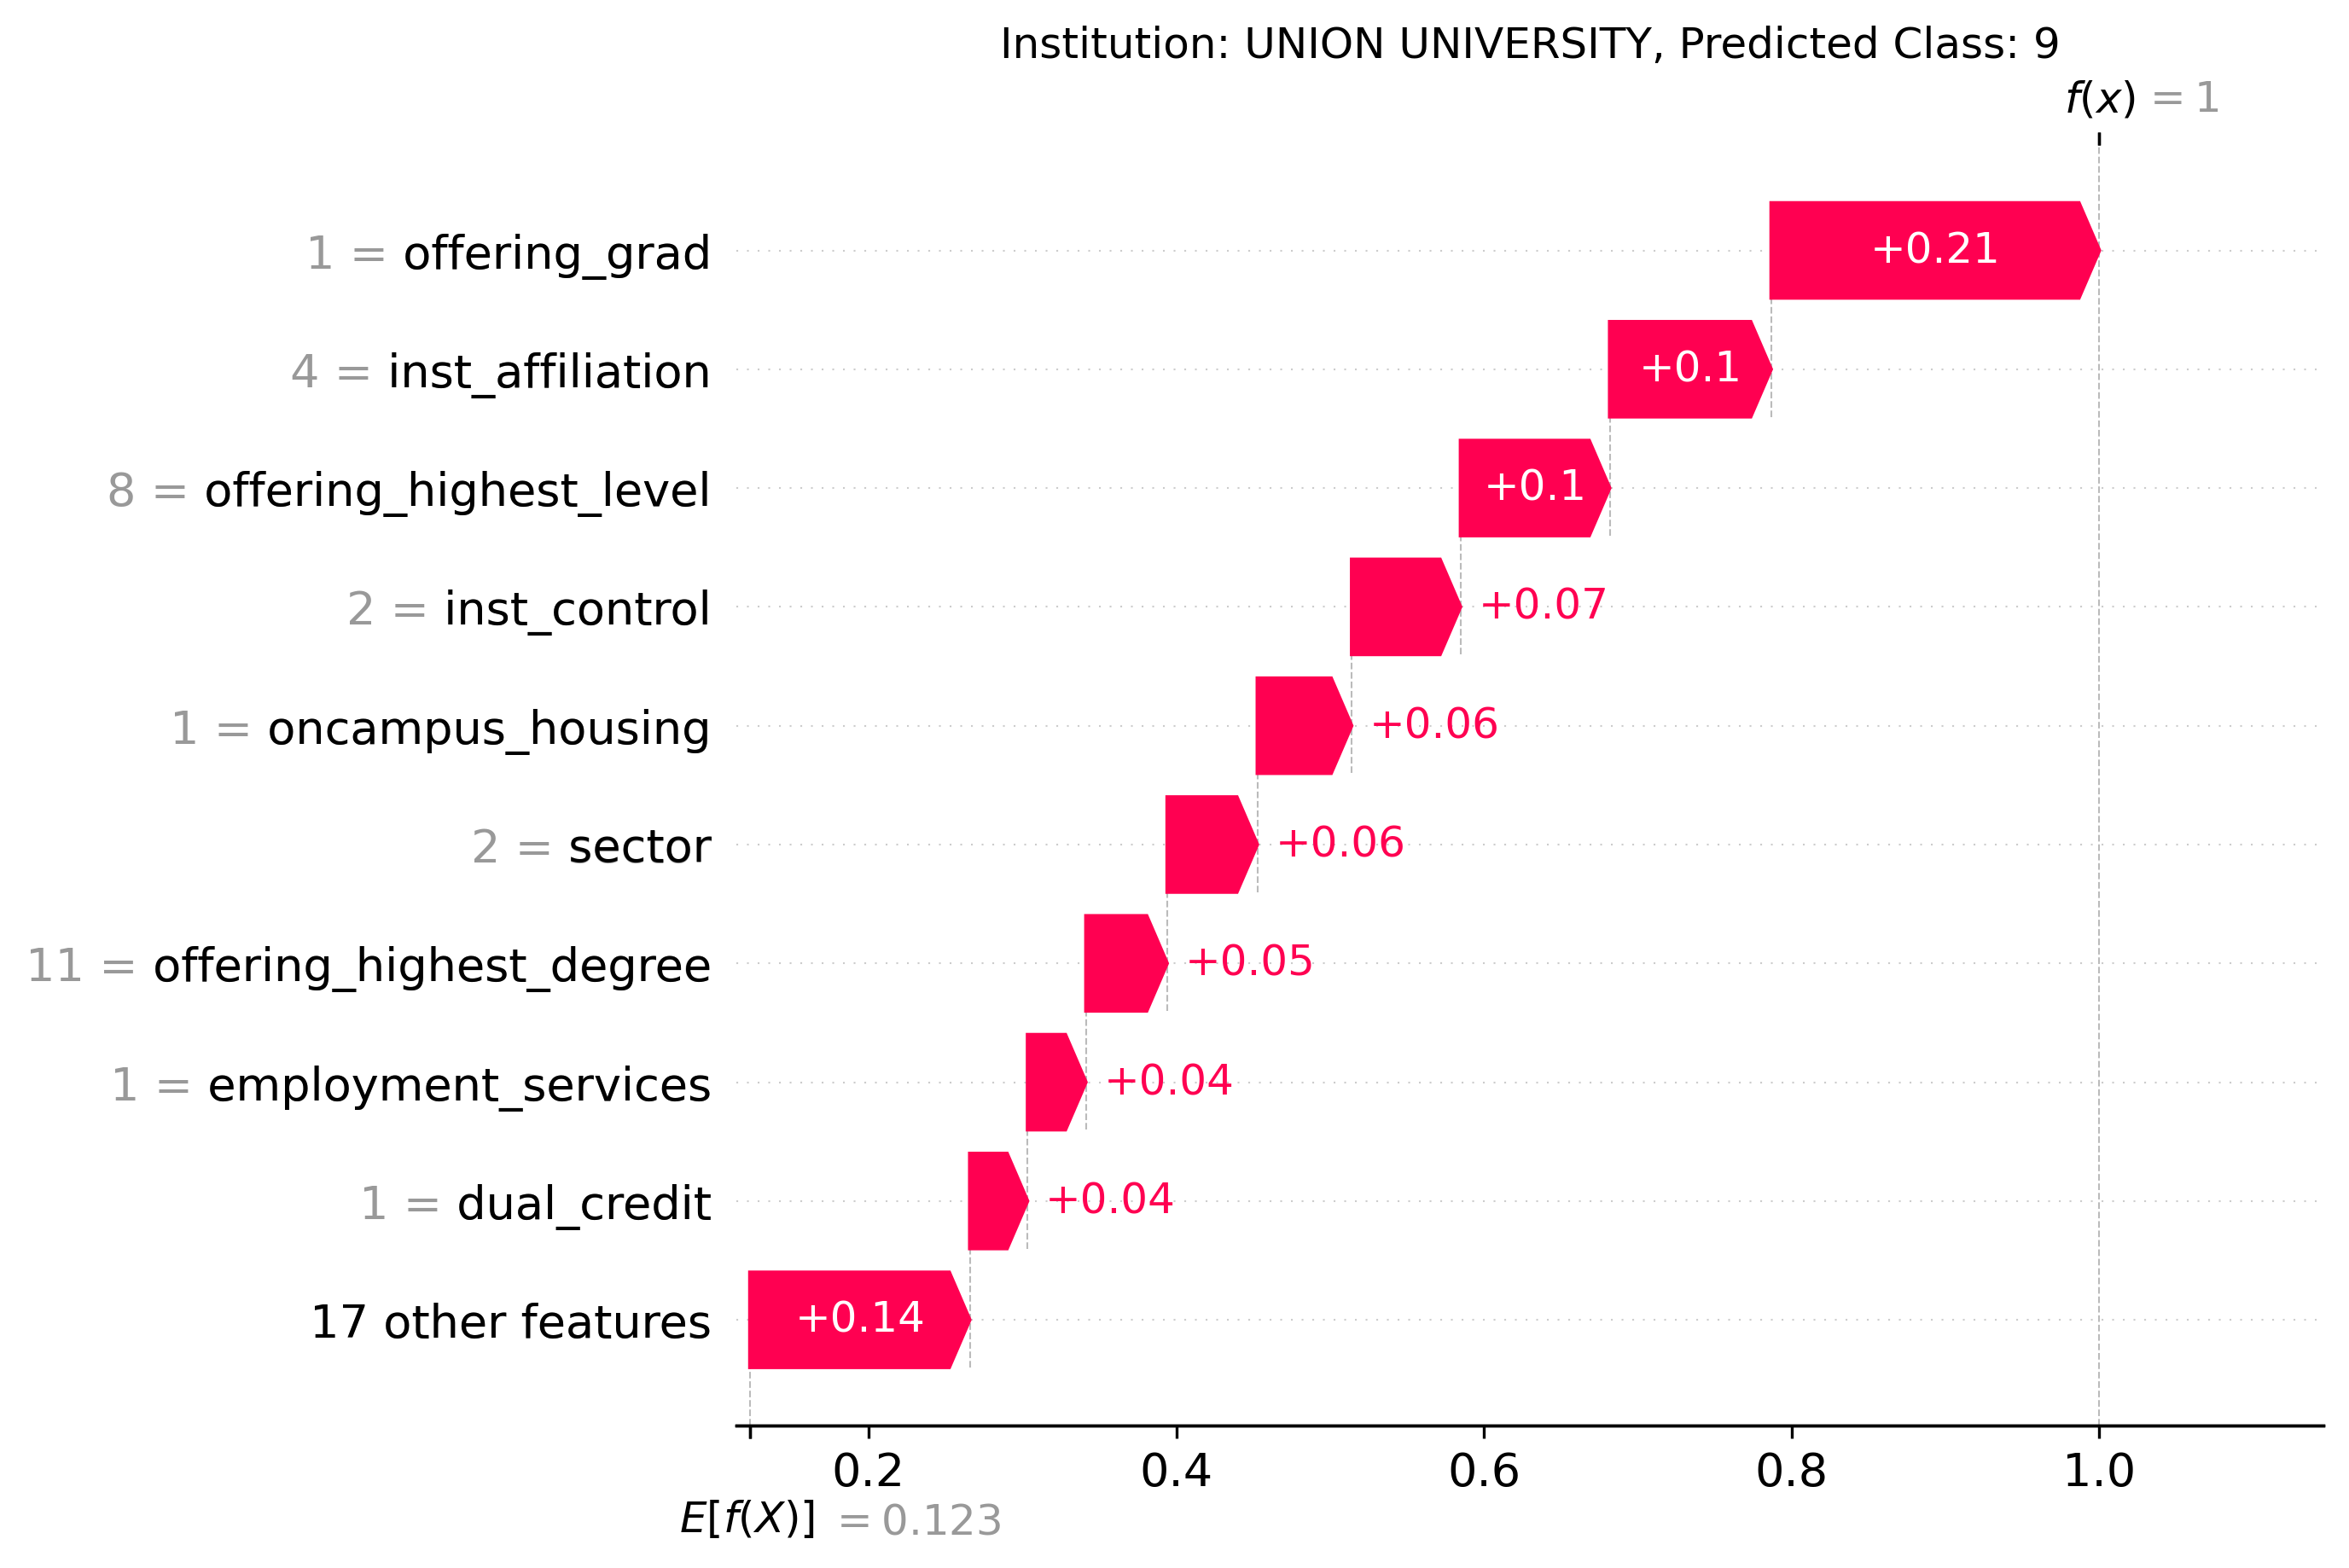 Institution: UNION UNIVERSITY, Predicted Class: 9
f(x) = 1
1 = offering_grad +0.21
4 = inst_affiliation +0.1
8 = offering_highest_level +0.1
2 = inst_control +0.07
1 = oncampus_housing +0.06
2 = sector +0.06
11 = offering_highest_degree +0.05
1 = employment_services +0.04
1 = dual_credit +0.04
17 other features +0.14
0.2 0.4 0.6 0.8 1.0
E[f(X)] = 0.123